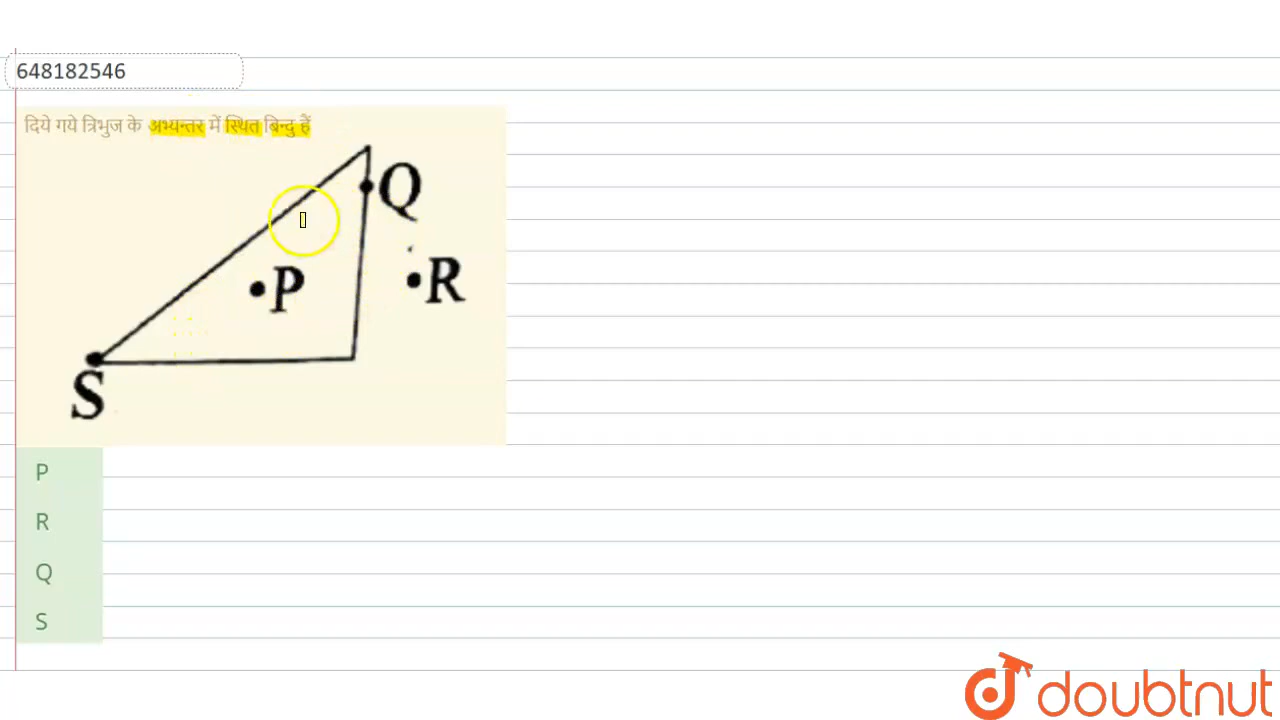 648182546
दिये गये त्रिभुज के अभ्यन्तर में स्थित बिन्दु हैं
Q
P
R
S
P
R
Q
S
doubtnut